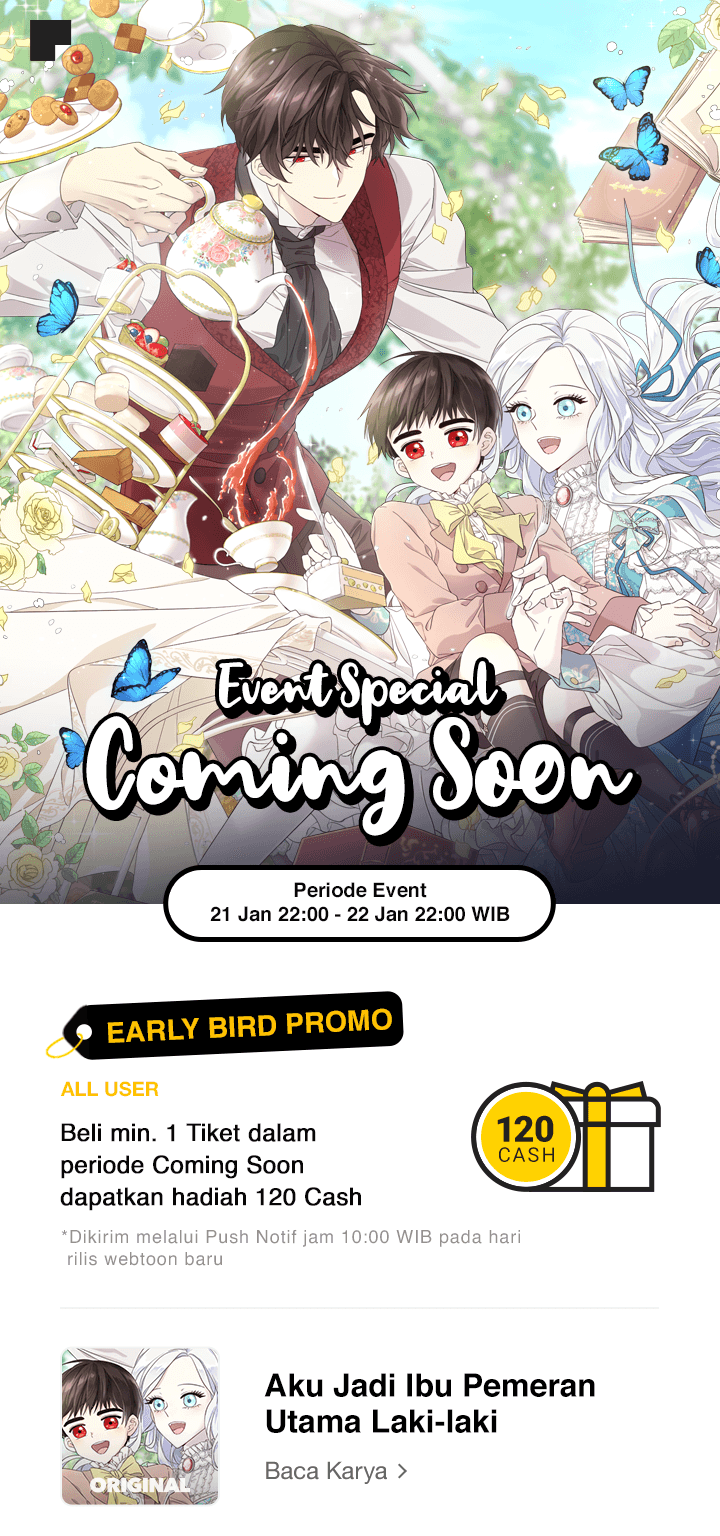 Event Special
Coming Soon
Periode Event
21 Jan 22:00 - 22 Jan 22:00 WIB
EARLY BIRD PROMO
ALL USER
Beli min. 1 Tiket dalam
periode Coming Soon
dapatkan hadiah 120 Cash
120
CASH
*Dikirim melalui Push Notif jam 10:00 WIB pada hari
rilis webtoon baru
ORIGINAL
Aku Jadi Ibu Pemeran
Utama Laki-laki
Baca Karya >